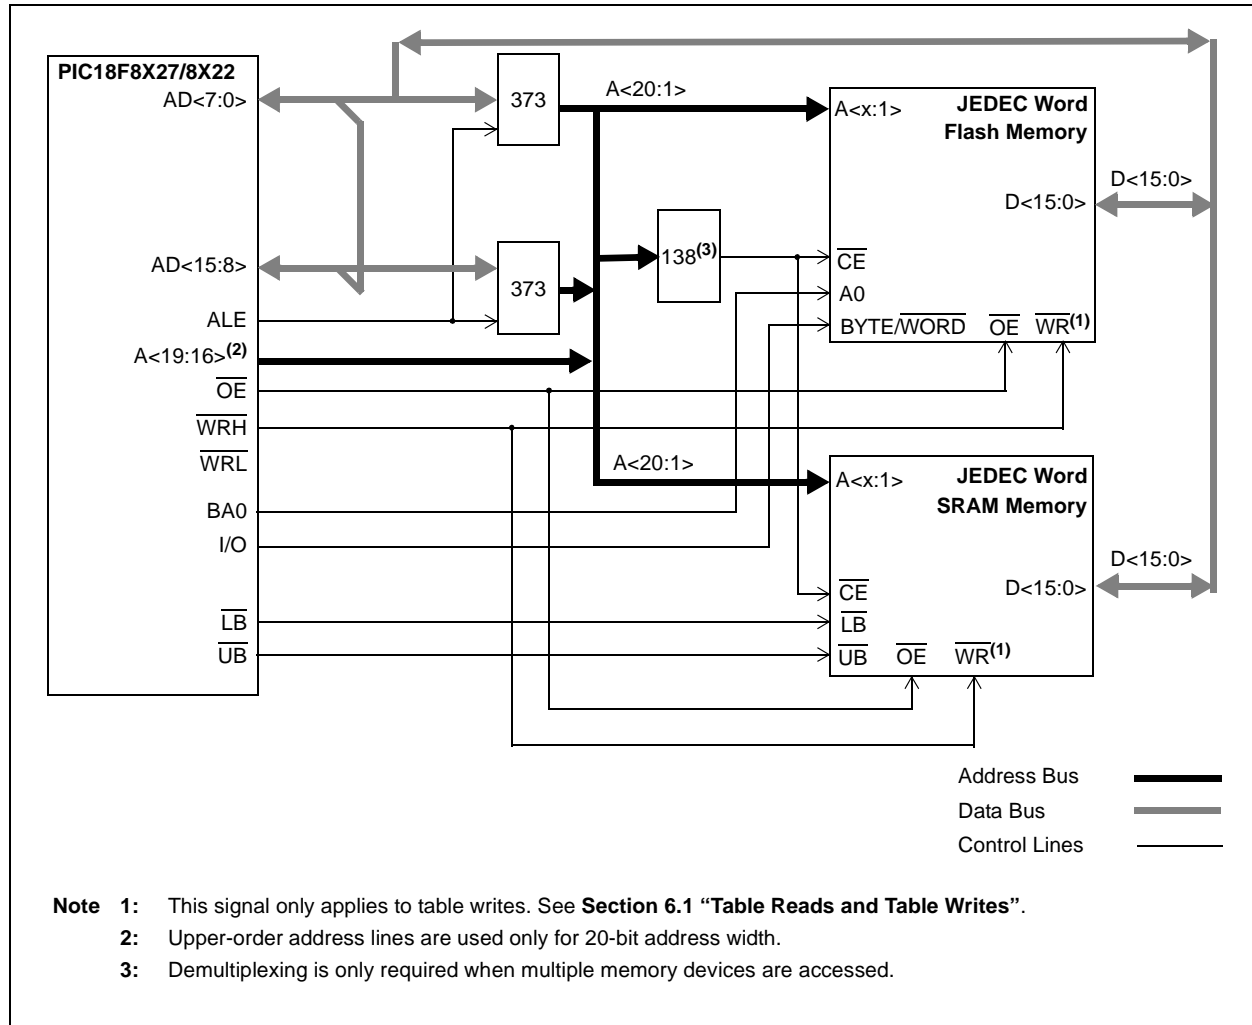 PIC18F8X27/8X22
AD<7:0>
AD<15:8>
ALE
A<19:16>(2)
OE
WRH
WRL
BA0
I/O
LB
UB
373
373
138(3)
A<20:1>
A<20:1>
JEDEC Word
Flash Memory
A<x:1>
D<15:0>
D<15:0>
CE
A0
BYTE/WORD
OE
WR(1)
JEDEC Word
SRAM Memory
A<x:1>
D<15:0>
D<15:0>
CE
LB
UB
OE
WR(1)
Address Bus
Data Bus
Control Lines
Note 1: This signal only applies to table writes. See Section 6.1 “Table Reads and Table Writes”.
2: Upper-order address lines are used only for 20-bit address width.
3: Demultiplexing is only required when multiple memory devices are accessed.